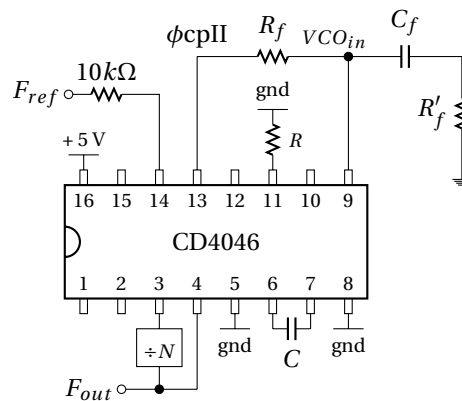 ϕcpII
R_f
VCO_in
C_f
10kΩ
F_ref
gnd
R
R′_f
+5V
16 15 14 13 12 11 10 9
CD4046
1 2 3 4 5 6 7 8
÷N
gnd
C
gnd
F_out